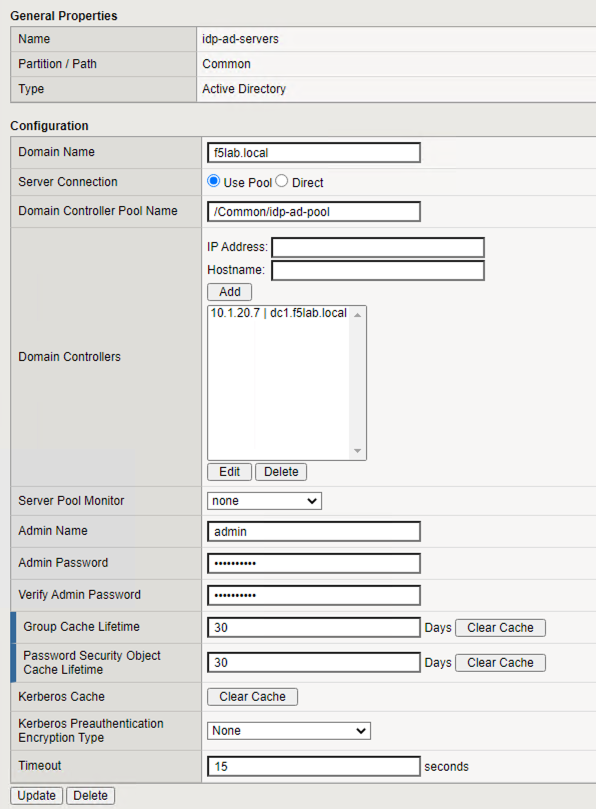 General Properties
Name idp-ad-servers
Partition / Path Common
Type Active Directory
Configuration
Domain Name f5lab.local
Server Connection Use Pool Direct
Domain Controller Pool Name /Common/idp-ad-pool
IP Address:
Hostname:
Add
10.1.20.7 | dc1.f5lab.local
Domain Controllers
Edit Delete
Server Pool Monitor none
Admin Name admin
Admin Password ••••••••••
Verify Admin Password ••••••••••
Group Cache Lifetime 30 Days Clear Cache
Password Security Object
Cache Lifetime 30 Days Clear Cache
Kerberos Cache Clear Cache
Kerberos Preauthentication
Encryption Type None
Timeout 15 seconds
Update Delete